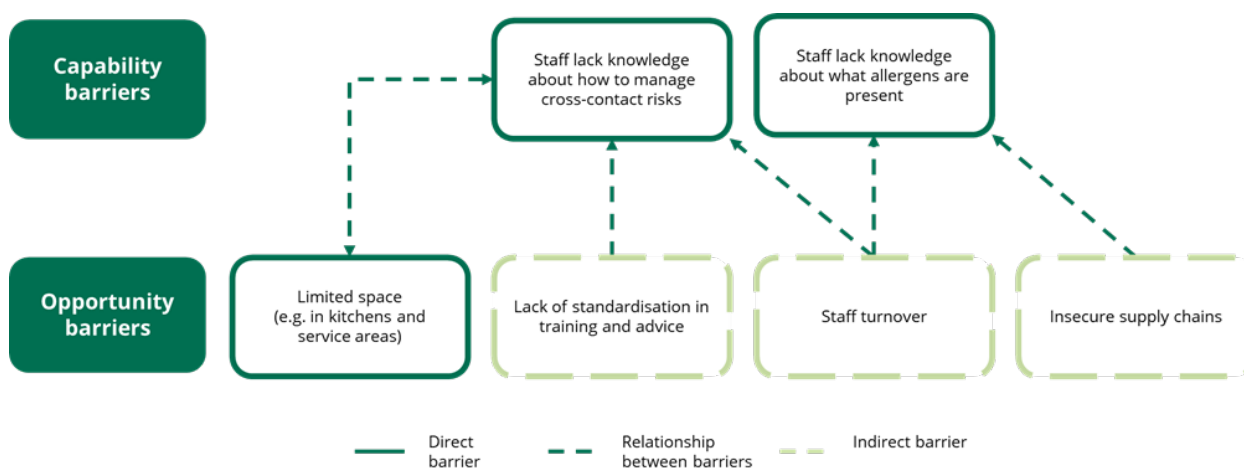 Capability
barriers
Staff lack knowledge
about how to manage
cross-contact risks
Staff lack knowledge
about what allergens are
present
Opportunity
barriers
Limited space
(e.g. in kitchens and
service areas)
Lack of standardisation in
training and advice
Staff turnover
Insecure supply chains
Direct
barrier
Relationship
between barriers
Indirect barrier